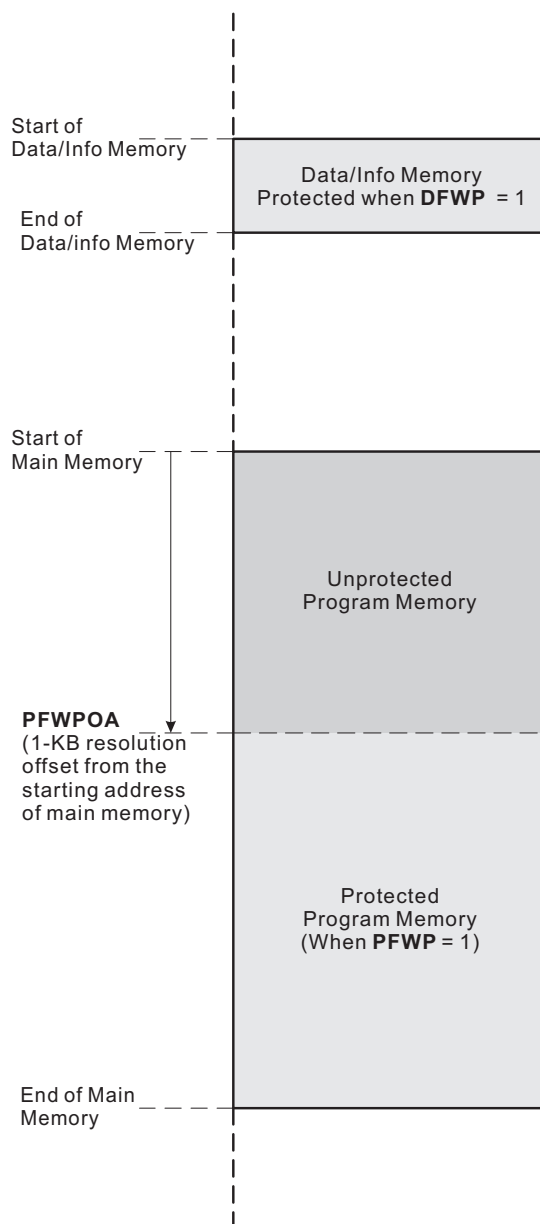 Start of
Data/Info Memory
Data/Info Memory
Protected when DFWP = 1
End of
Data/info Memory
Start of
Main Memory
Unprotected
Program Memory
PFWPOA
(1-KB resolution
offset from the
starting address
of main memory)
Protected
Program Memory
(When PFWP = 1)
End of Main
Memory